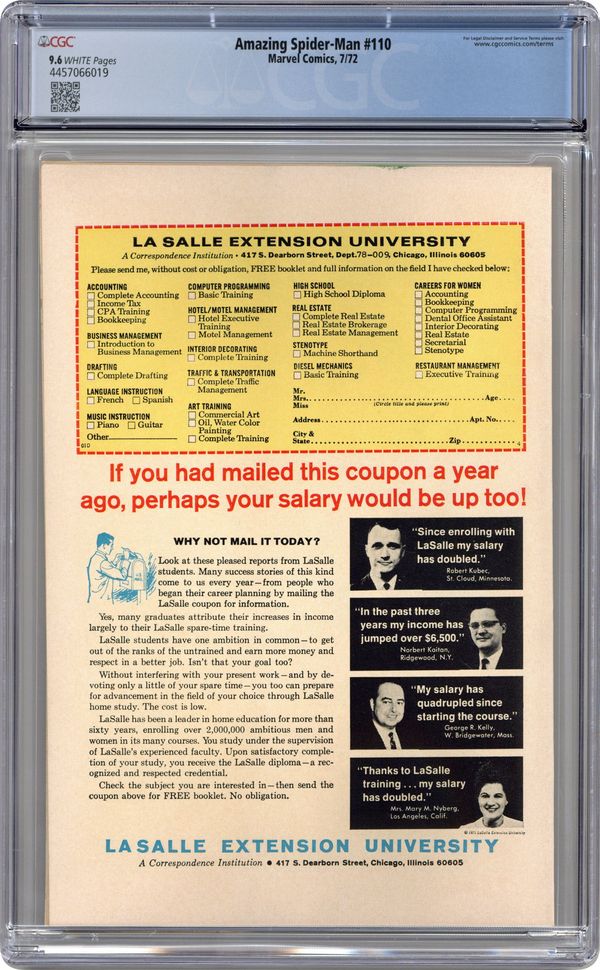 CGC
Amazing Spider-Man #110
For Legal Disclaimer and Service Terms please visit:
www.cgccomics.com/terms
9.6 WHITE Pages
Marvel Comics, 7/72
4457066019
CGC
LA SALLE EXTENSION UNIVERSITY
A Correspondence Institution • 417 S. Dearborn Street, Dept.78-009, Chicago, Illinois 60605
Please send me, without cost or obligation, FREE booklet and full information on the field I have checked below:
ACCOUNTING
Complete Accounting
Income Tax
CPA Training
Bookkeeping
BUSINESS MANAGEMENT
Introduction to
Business Management
DRAFTING
Complete Drafting
LANGUAGE INSTRUCTION
French Spanish
MUSIC INSTRUCTION
Piano Guitar
Other
COMPUTER PROGRAMMING
Basic Training
HOTEL/MOTEL MANAGEMENT
Hotel Executive
Training
Motel Management
INTERIOR DECORATING
Complete Training
TRAFFIC & TRANSPORTATION
Complete Traffic
Management
ART TRAINING
Commercial Art
Oil, Water Color
Painting
Complete Training
HIGH SCHOOL
High School Diploma
REAL ESTATE
Complete Real Estate
Real Estate Brokerage
Real Estate Management
STENOTYPE
Machine Shorthand
DIESEL MECHANICS
Basic Training
CAREERS FOR WOMEN
Accounting
Bookkeeping
Computer Programming
Dental Office Assistant
Interior Decorating
Real Estate
Secretarial
Stenotype
RESTAURANT MANAGEMENT
Executive Training
Mr.
Mrs. Age
Miss (Circle title and please print)
Address Apt. No.
City &
State Zip
01D 4
If you had mailed this coupon a year
ago, perhaps your salary would be up too!
WHY NOT MAIL IT TODAY?
Look at these pleased reports from LaSalle
students. Many success stories of this kind
come to us every year—from people who
began their career planning by mailing the
LaSalle coupon for information.
Yes, many graduates attribute their increases in income
largely to their LaSalle spare-time training.
LaSalle students have one ambition in common—to get
out of the ranks of the untrained and earn more money and
respect in a better job. Isn't that your goal too?
Without interfering with your present work—and by de-
voting only a little of your spare time—you too can prepare
for advancement in the field of your choice through LaSalle
home study. The cost is low.
LaSalle has been a leader in home education for more than
sixty years, enrolling over 2,000,000 ambitious men and
women in its many courses. You study under the supervision
of LaSalle's experienced faculty. Upon satisfactory comple-
tion of your study, you receive the LaSalle diploma—a rec-
ognized and respected credential.
Check the subject you are interested in—then send the
coupon above for FREE booklet. No obligation.
"Since enrolling with
LaSalle my salary
has doubled."
Robert Kubec,
St. Cloud, Minnesota.
"In the past three
years my income has
jumped over $6,500."
Norbert Kaitan,
Ridgewood, N.Y.
"My salary has
quadrupled since
starting the course."
George R. Kelly,
W. Bridgewater, Mass.
"Thanks to LaSalle
training . . . my salary
has doubled."
Mrs. Mary M. Nyberg,
Los Angeles, Calif.
© 1971 LaSalle Extension University
LASALLE EXTENSION UNIVERSITY
A Correspondence Institution • 417 S. Dearborn Street, Chicago, Illinois 60605